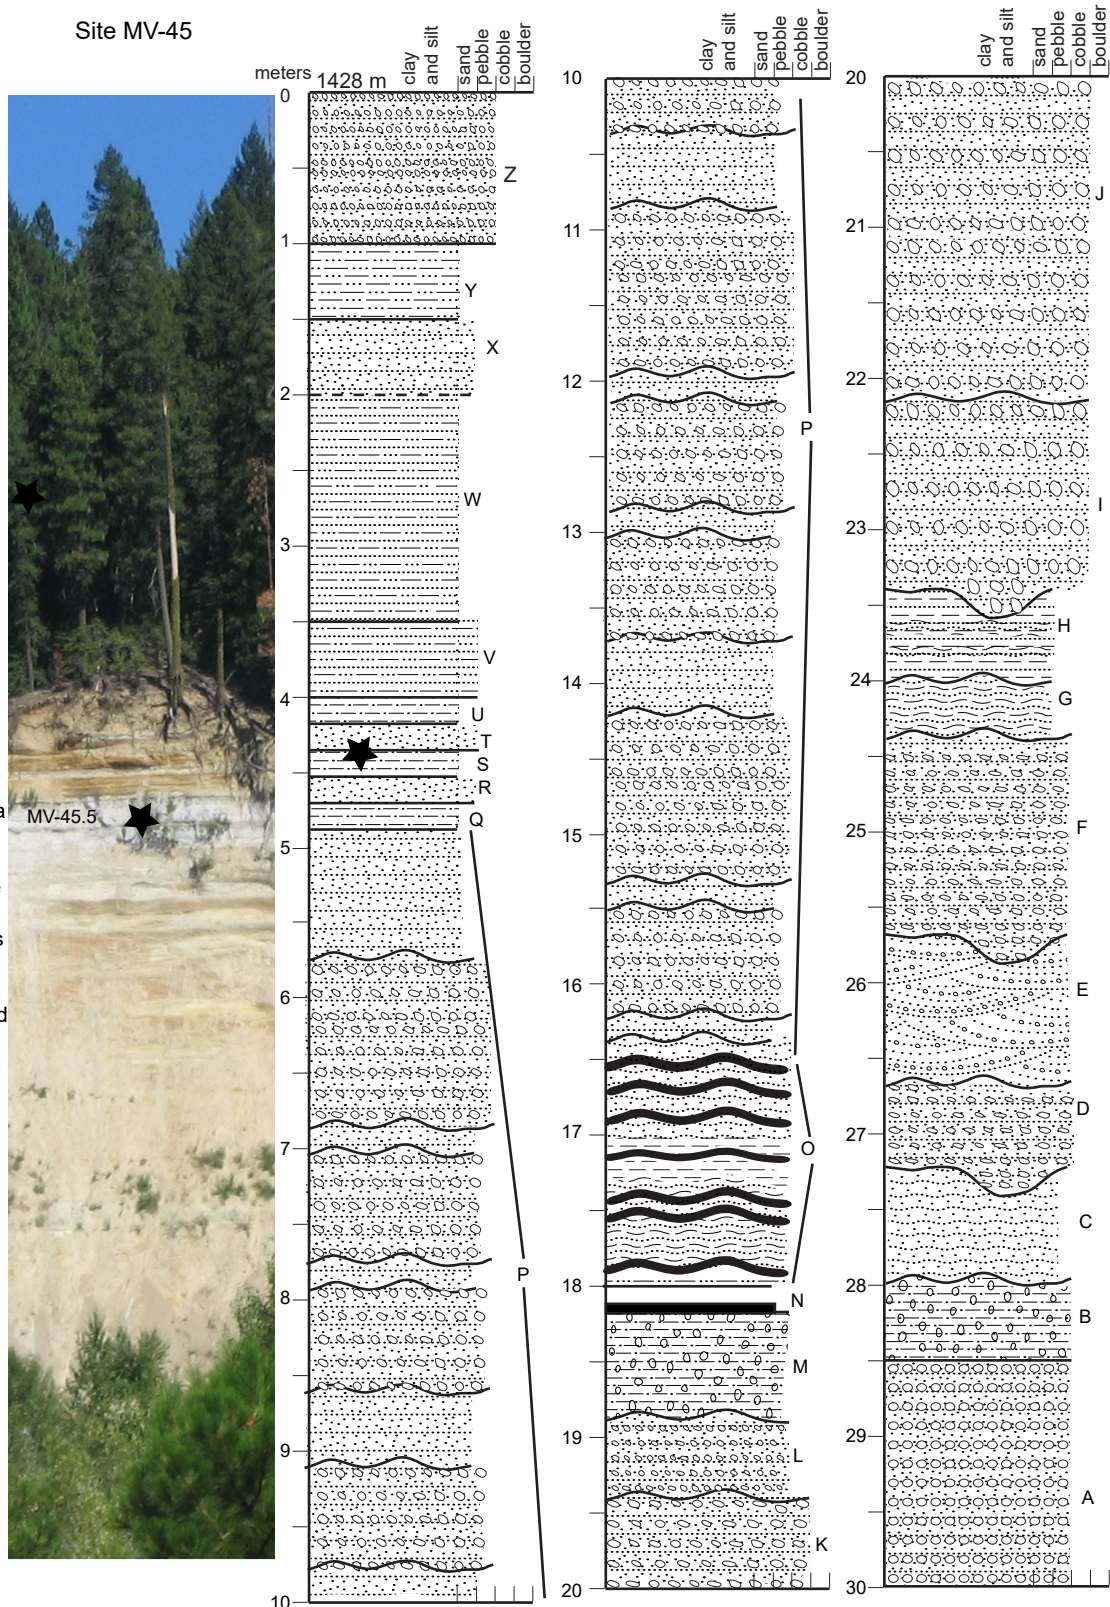 Site MV-45
meters
1428 m
clay
and silt
sand
pebble
cobble
boulder
0
1
2
3
4
5
6
7
8
9
10
Z
Y
X
W
V
U
T
S
R
Q
P
MV-45.5
a
s
d
clay
and silt
sand
pebble
cobble
boulder
10
11
12
13
14
15
16
17
18
19
20
P
O
N
M
L
K
clay
and silt
sand
pebble
cobble
boulder
20
21
22
23
24
25
26
27
28
29
30
J
I
H
G
F
E
D
C
B
A